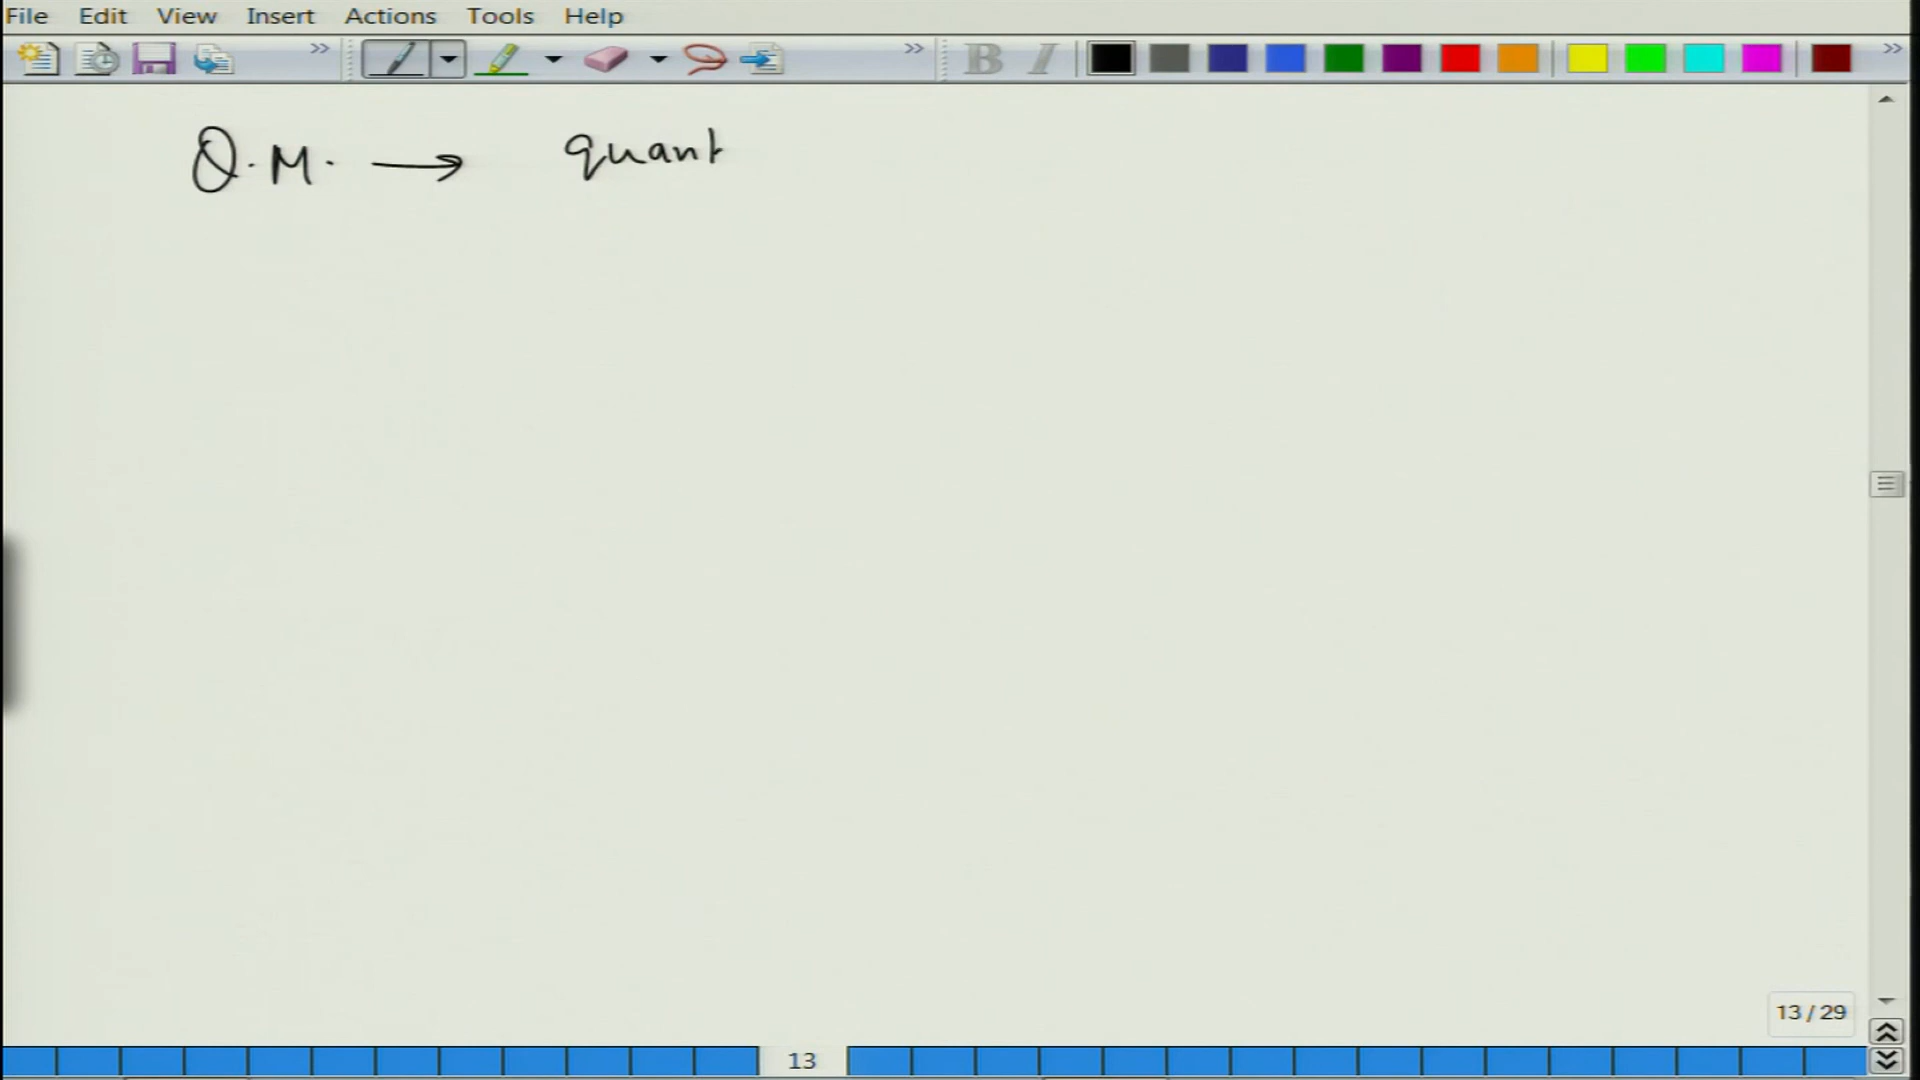 File Edit View Insert Actions Tools Help
B I
Q.M. → quant
13 / 29
13